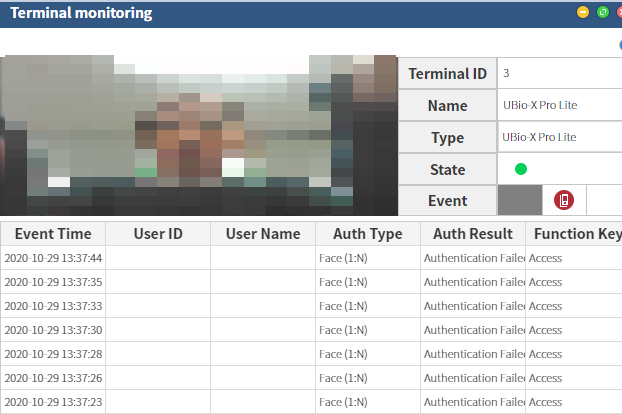 Terminal monitoring
Terminal ID 3
Name UBio-X Pro Lite
Type UBio-X Pro Lite
State
Event
Event Time User ID User Name Auth Type Auth Result Function Key
2020-10-29 13:37:44 Face (1:N) Authentication Failed Access
2020-10-29 13:37:35 Face (1:N) Authentication Failed Access
2020-10-29 13:37:33 Face (1:N) Authentication Failed Access
2020-10-29 13:37:30 Face (1:N) Authentication Failed Access
2020-10-29 13:37:28 Face (1:N) Authentication Failed Access
2020-10-29 13:37:26 Face (1:N) Authentication Failed Access
2020-10-29 13:37:23 Face (1:N) Authentication Failed Access